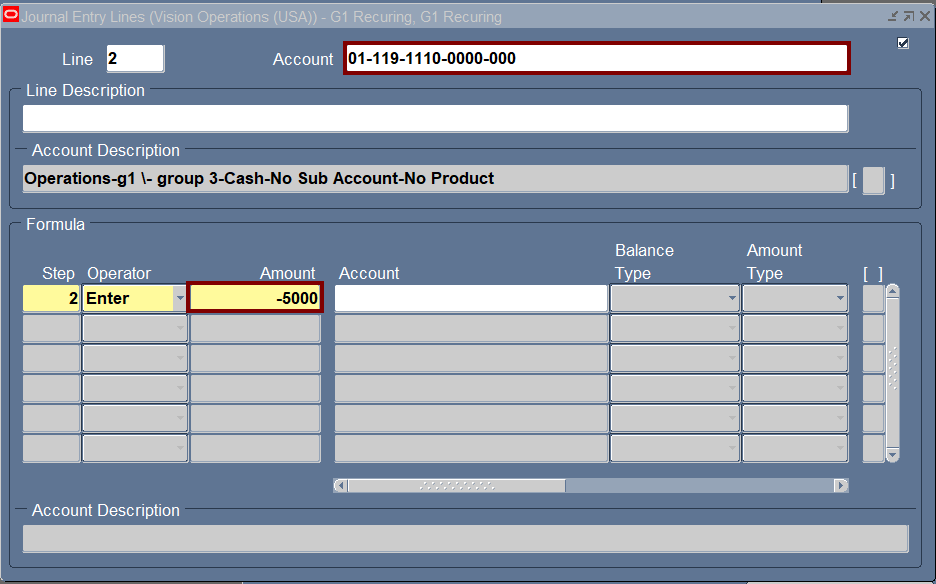 Journal Entry Lines (Vision Operations (USA)) - G1 Recuring, G1 Recuring
Line 2 Account 01-119-1110-0000-000
Line Description
Account Description
Operations-g1 \- group 3-Cash-No Sub Account-No Product [ ]
Formula
Balance Amount
Step Operator Amount Account Type Type [ ]
2 Enter -5000
Account Description